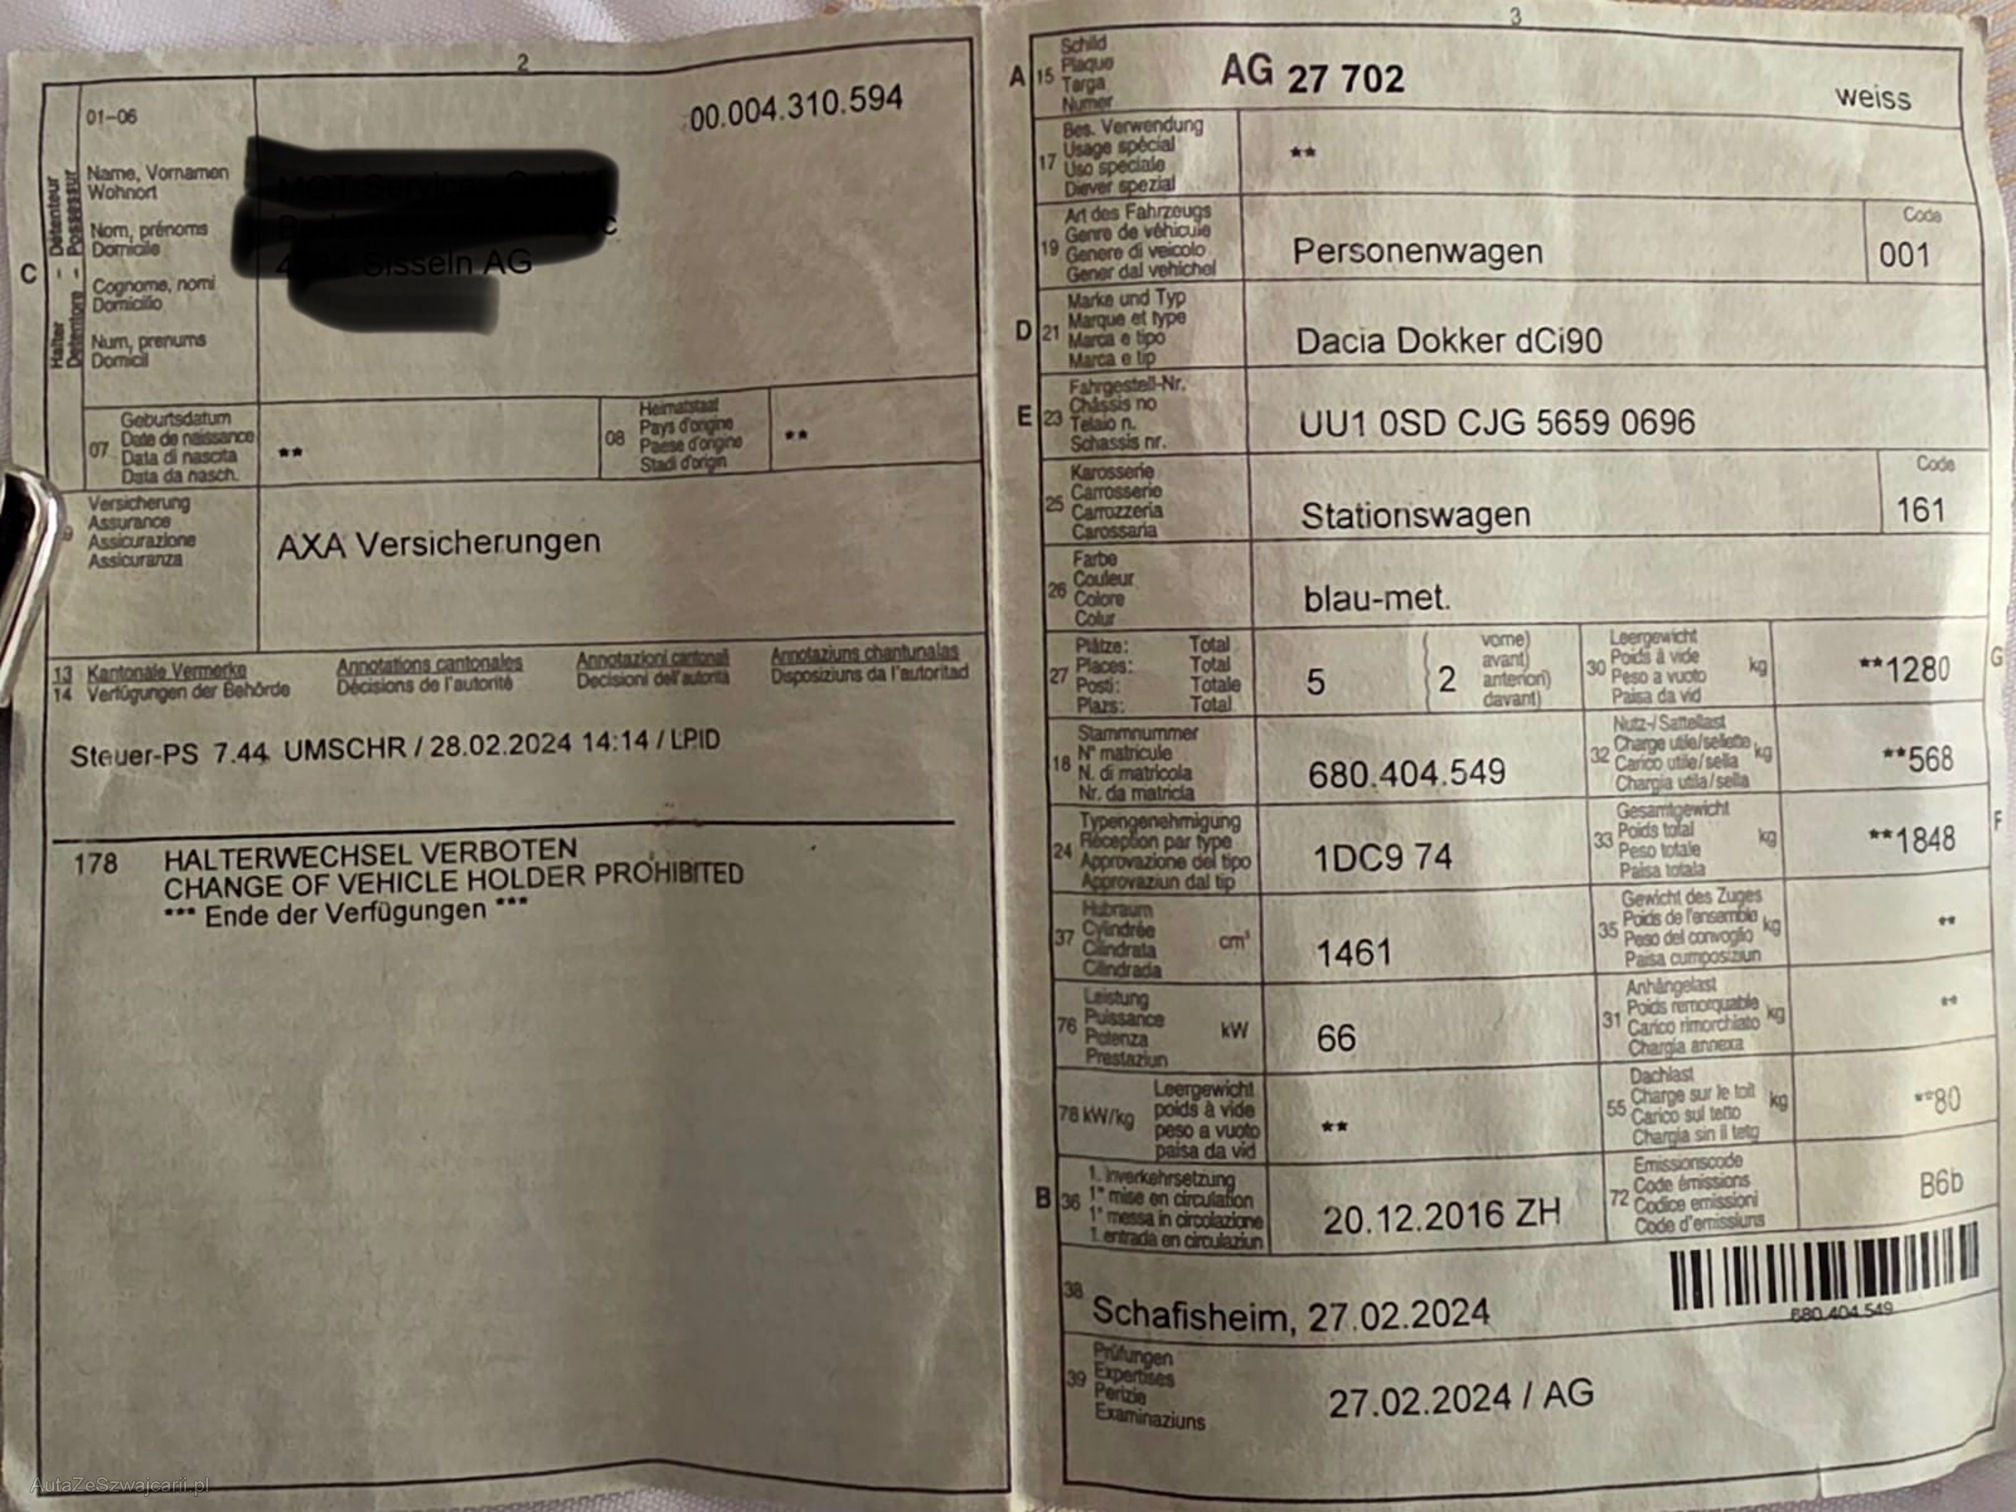 2
01-06
00.004.310.594
C
Halter - Détenteur
Detentore - Possessur
Name, Vornamen
Wohnort
Nom, prénoms
Domicile
Cognome, nomi
Domicilio
Num, prenums
Domicil
Sisseln AG
07
Geburtsdatum
Date de naissance
Data di nascita
Data da nasch.
**
08
Heimatstaat
Pays d'origine
Paese d'origine
Stadi d'origin
**
Versicherung
Assurance
Assicurazione
Assicuranza
AXA Versicherungen
13 Kantonale Vermerke Annotations cantonales Annotazioni cantonali Annotaziuns chantunalas
14 Verfügungen der Behörde Décisions de l'autorité Decisioni dell'autorità Disposiziuns da l'autoritad
Steuer-PS 7.44 UMSCHR / 28.02.2024 14:14 / LPID
178 HALTERWECHSEL VERBOTEN
CHANGE OF VEHICLE HOLDER PROHIBITED
*** Ende der Verfügungen ***
3
A 15
Schild
Plaque
Targa
Numer
AG 27 702
weiss
17
Bes. Verwendung
Usage spécial
Uso speciale
Diever spezial
**
19
Art des Fahrzeugs
Genre de véhicule
Genere di veicolo
Gener dal vehichel
Personenwagen
Code
001
D 21
Marke und Typ
Marque et type
Marca e tipo
Marca e tip
Dacia Dokker dCi90
E 23
Fahrgestell-Nr.
Châssis no
Telaio n.
Schassis nr.
UU1 0SD CJG 5659 0696
25
Karosserie
Carrosserie
Carrozzeria
Carossaria
Stationswagen
Code
161
26
Farbe
Couleur
Colore
Colur
blau-met.
27
Plätze: Total
Places: Total
Posti: Totale
Plazs: Total
5
2
vorne)
avant)
anteriori)
davant)
30
Leergewicht
Poids à vide
Peso a vuoto
Paisa da vid
kg
**1280
G
18
Stammnummer
N° matricule
N. di matricola
Nr. da matricla
680.404.549
32
Nutz-/Sattellast
Charge utile/sellette
Carico utile/sella
Chargia utila/sella
kg
**568
24
Typengenehmigung
Réception par type
Approvazione del tipo
Approvaziun dal tip
1DC9 74
33
Gesamtgewicht
Poids total
Peso totale
Paisa totala
kg
**1848
F
37
Hubraum
Cylindrée
Cilindrata
Cilindrada
cm³
1461
35
Gewicht des Zuges
Poids de l'ensemble
Peso del convoglio
Paisa cumposiziun
kg
**
76
Leistung
Puissance
Potenza
Prestaziun
kW
66
31
Anhängelast
Poids remorquable
Carico rimorchiato
Chargia annexa
kg
**
78 kW/kg
Leergewicht
poids à vide
peso a vuoto
paisa da vid
**
55
Dachlast
Charge sur le toit
Carico sul tetto
Chargia sin il tetg
kg
**80
B 36
1. Inverkehrsetzung
1re mise en circulation
1a messa in circolazione
1. entrada en circulaziun
20.12.2016 ZH
72
Emissionscode
Code émissions
Codice emissioni
Code d'emissiuns
B6b
680.404.549
38
Schafisheim, 27.02.2024
39
Prüfungen
Expertises
Perizie
Examinaziuns
27.02.2024 / AG
AutaZeSzwajcarii.pl